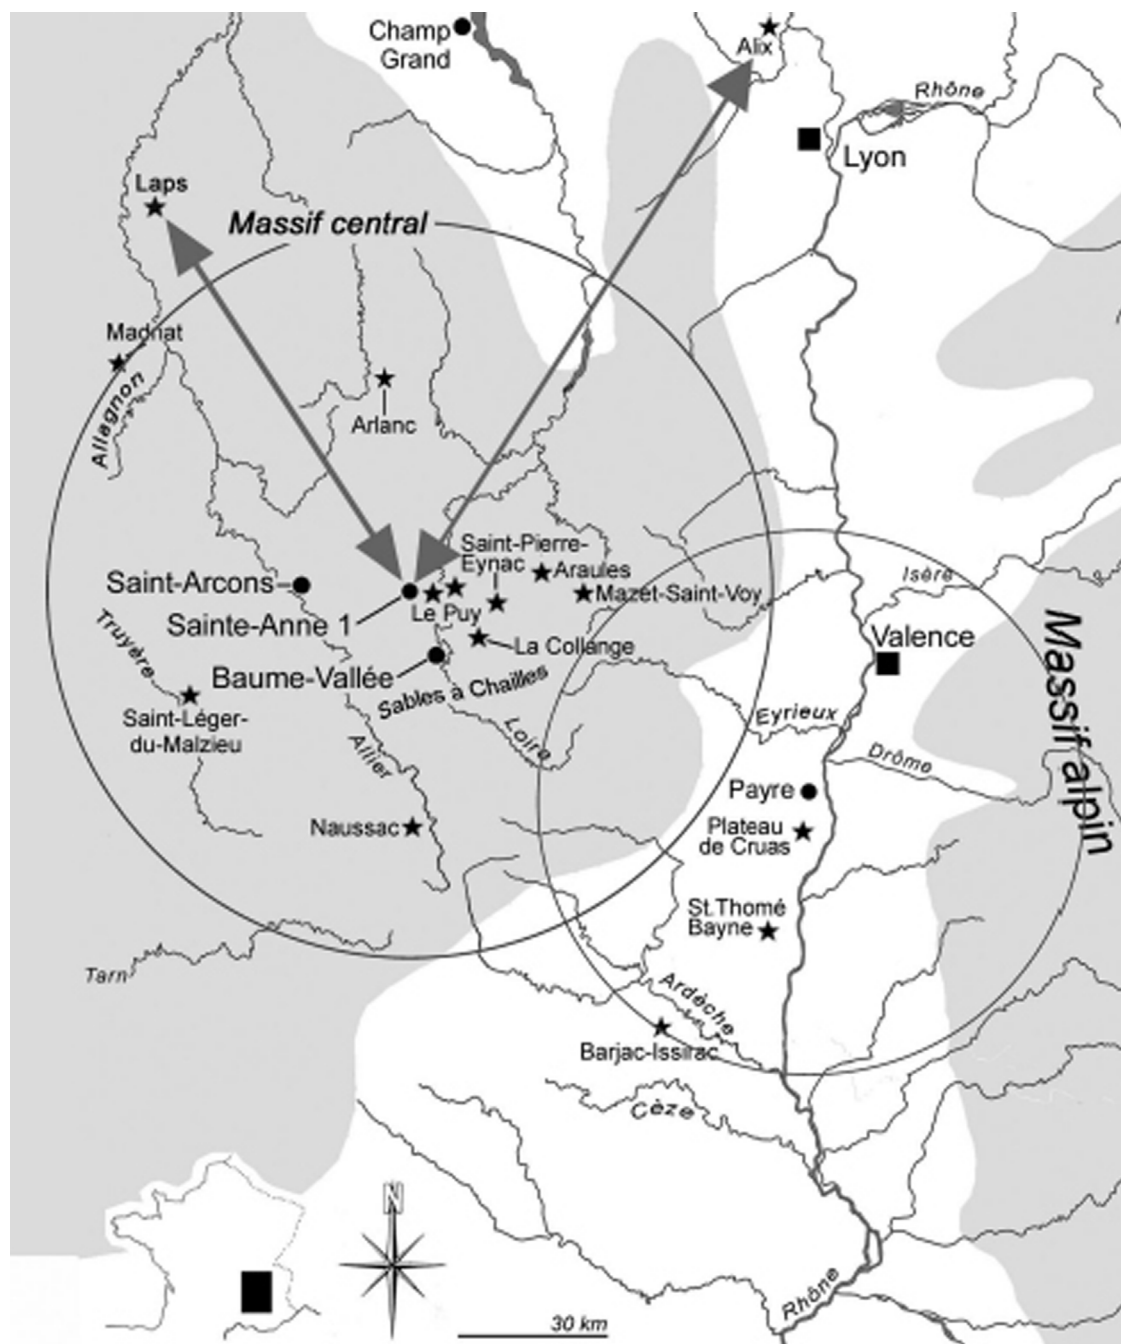 Champ
Grand
Alix
Rhône
Lyon
Laps
Massif central
Madriat
Allagnon
Arlanc
Saint-Pierre-
Eynac
Araules
Saint-Arcons
Mazet-Saint-Voy
Isère
Le Puy
Sainte-Anne 1
Truyère
La Collange
Valence
Massif alpin
Baume-Vallée
Sables à Chailles
Saint-Léger-
du-Malzieu
Loire
Eyrieux
Allier
Drôme
Payre
Naussac
Plateau
de Cruas
St.Thomé
Bayne
Tarn
Ardèche
Barjac-Issirac
Cèze
N
Rhône
30 km